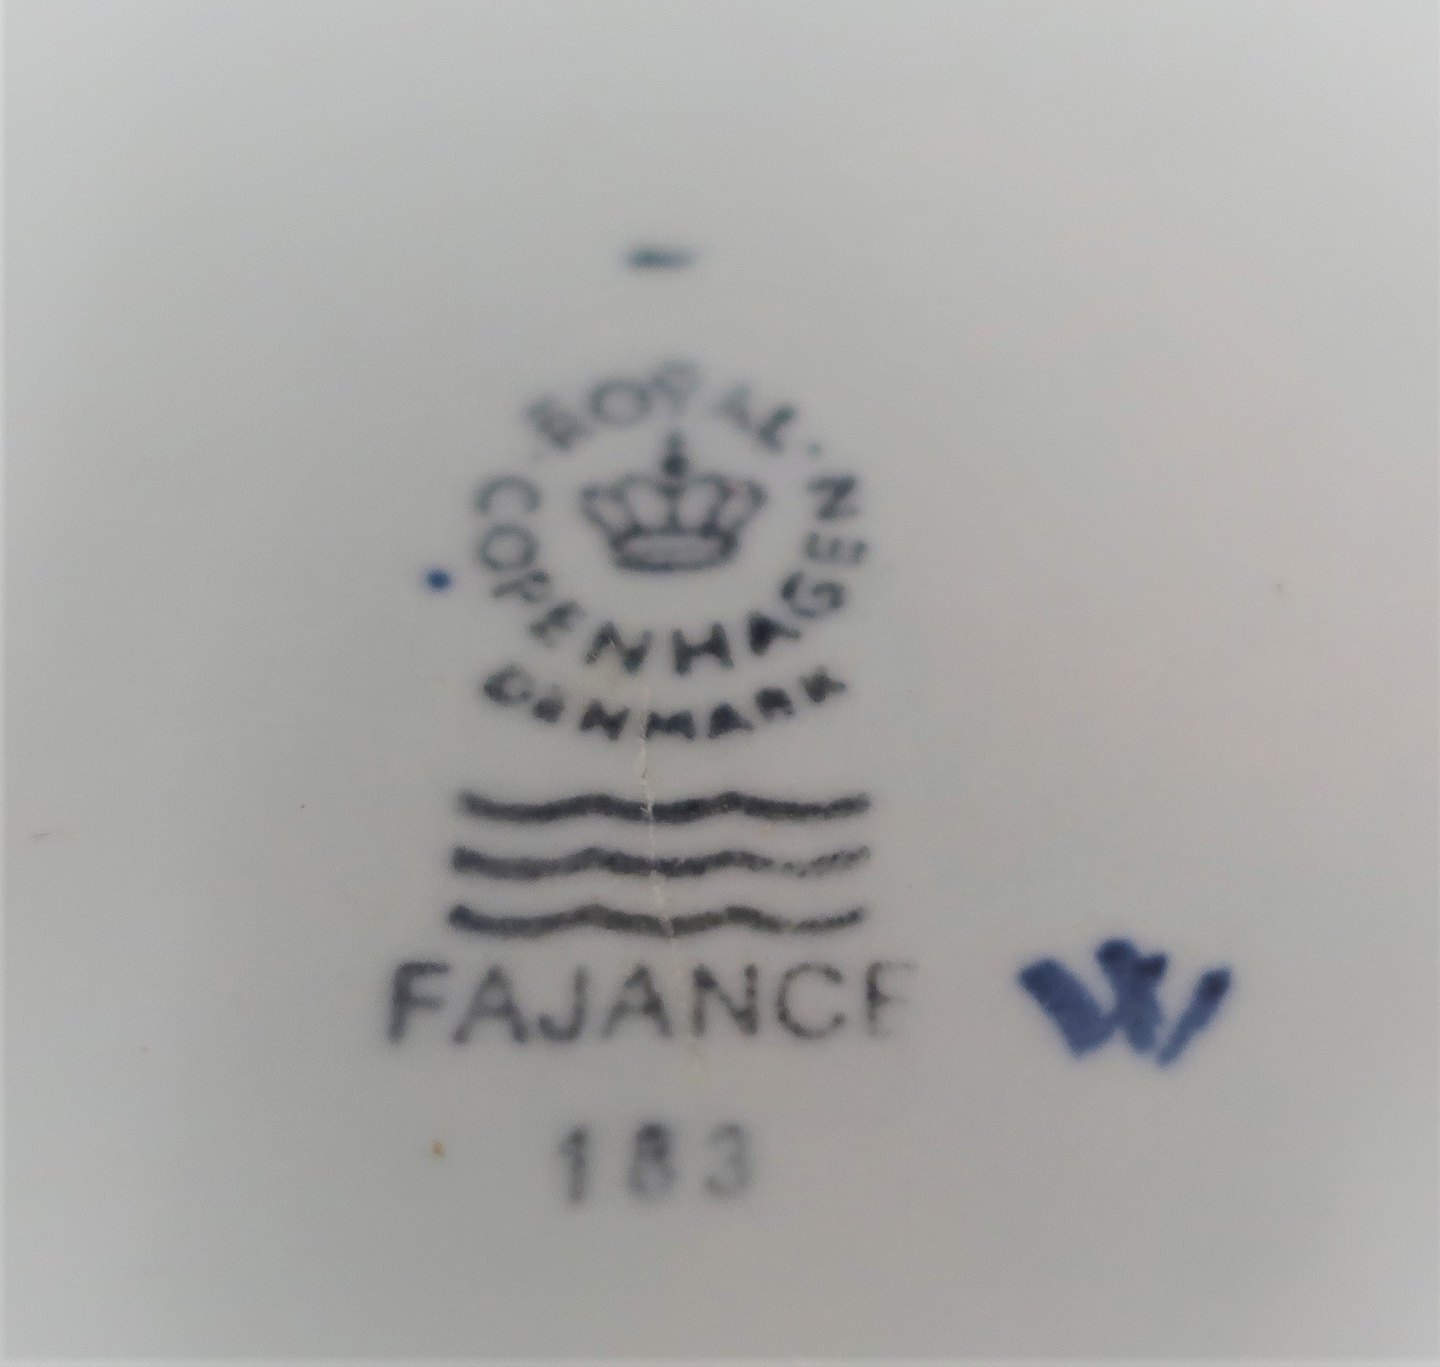 ROYAL
COPENHAGEN
DENMARK
FAJANCE
W
183